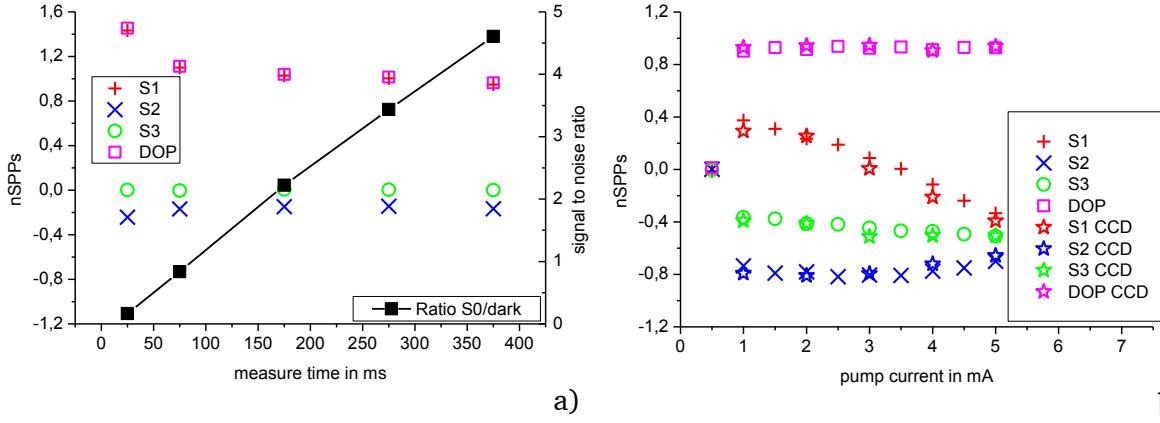 1,6
1,2
0,8
0,4
0,0
-0,4
-0,8
-1,2
nSPPs
S1
S2
S3
DOP
Ratio S0/dark
5
4
3
2
1
0
signal to noise ratio
0 50 100 150 200 250 300 350 400
measure time in ms
a)
1,2
0,8
0,4
0,0
-0,4
-0,8
-1,2
nSPPs
S1
S2
S3
DOP
S1 CCD
S2 CCD
S3 CCD
DOP CCD
0 1 2 3 4 5 6 7
pump current in mA